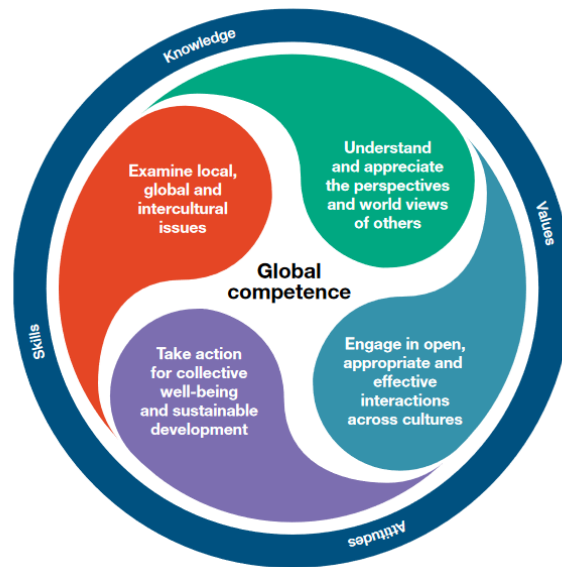 Knowledge
Examine local,
global and
intercultural
issues
Understand
and appreciate
the perspectives
and world views
of others
Values
Global
competence
Skills
Take action
for collective
well-being
and sustainable
development
Engage in open,
appropriate and
effective
interactions
across cultures
Attitudes